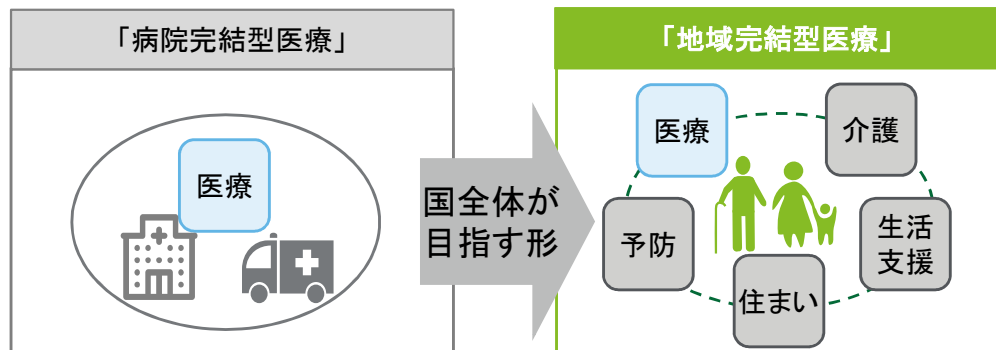 「病院完結型医療」
医療
国全体が
目指す形
「地域完結型医療」
医療
介護
予防
生活
支援
住まい